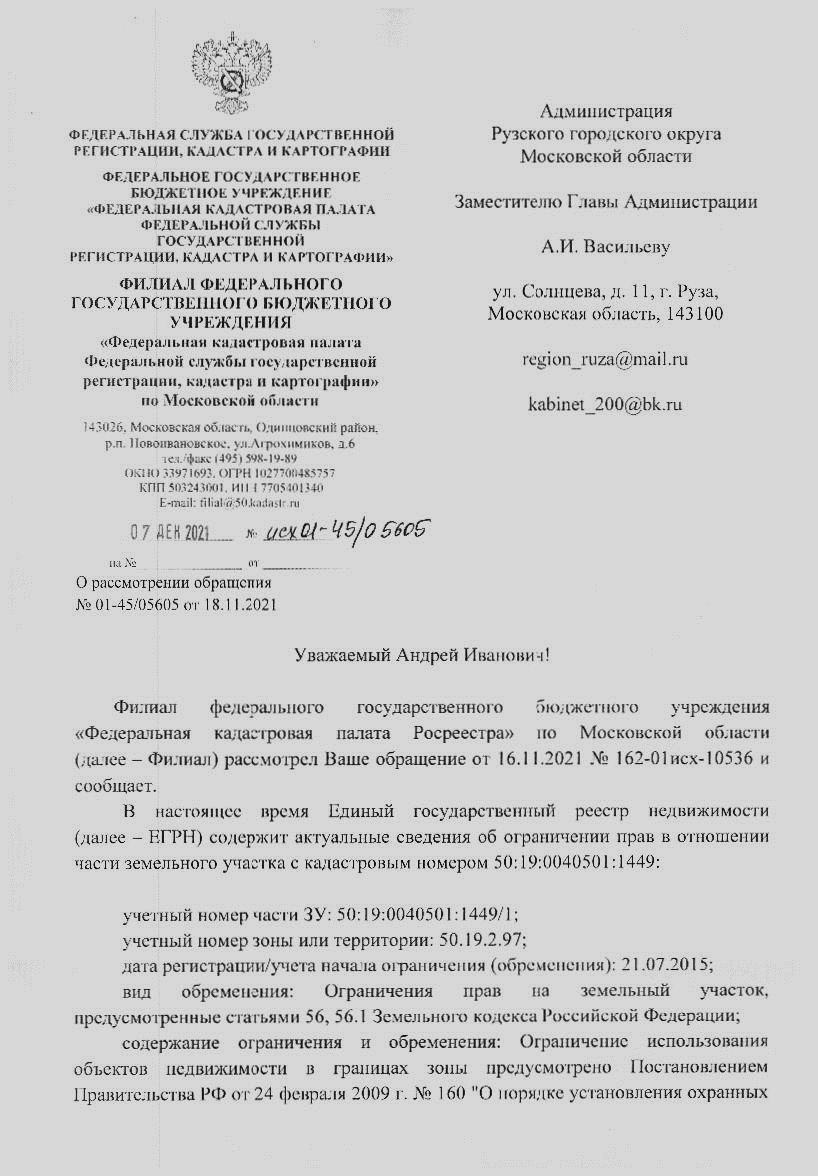 ФЕДЕРАЛЬНАЯ СЛУЖБА ГОСУДАРСТВЕННОЙ
РЕГИСТРАЦИИ, КАДАСТРА И КАРТОГРАФИИ
ФЕДЕРАЛЬНОЕ ГОСУДАРСТВЕННОЕ
БЮДЖЕТНОЕ УЧРЕЖДЕНИЕ
«ФЕДЕРАЛЬНАЯ КАДАСТРОВАЯ ПАЛАТА
ФЕДЕРАЛЬНОЙ СЛУЖБЫ
ГОСУДАРСТВЕННОЙ
РЕГИСТРАЦИИ, КАДАСТРА И КАРТОГРАФИИ»
ФИЛИАЛ ФЕДЕРАЛЬНОГО
ГОСУДАРСТВЕННОГО БЮДЖЕТНОГО
УЧРЕЖДЕНИЯ
«Федеральная кадастровая палата
Федеральной службы государственной
регистрации, кадастра и картографии»
по Московской области
143026, Московская область, Одинцовский район,
р.п. Новоивановское, ул.Агрохимиков, д.6
тел./факс (495) 598-19-89
ОКПО 33971693, ОГРН 1027700485757
КПП 503243001, ИНН 7705401340
E-mail: filial@50.kadastr.ru
07 ДЕК 2021 № исх01-45/05605
на № от
О рассмотрении обращения
№ 01-45/05605 от 18.11.2021
Администрация
Рузского городского округа
Московской области
Заместителю Главы Администрации
А.И. Васильеву
ул. Солнцева, д. 11, г. Руза,
Московская область, 143100
region_ruza@mail.ru
kabinet_200@bk.ru
Уважаемый Андрей Иванович!
Филиал федерального государственного бюджетного учреждения
«Федеральная кадастровая палата Росреестра» по Московской области
(далее – Филиал) рассмотрел Ваше обращение от 16.11.2021 № 162-01исх-10536 и
сообщает.
В настоящее время Единый государственный реестр недвижимости
(далее – ЕГРН) содержит актуальные сведения об ограничении прав в отношении
части земельного участка с кадастровым номером 50:19:0040501:1449:
учетный номер части ЗУ: 50:19:0040501:1449/1;
учетный номер зоны или территории: 50.19.2.97;
дата регистрации/учета начала ограничения (обременения): 21.07.2015;
вид обременения: Ограничения прав на земельный участок,
предусмотренные статьями 56, 56.1 Земельного кодекса Российской Федерации;
содержание ограничения и обременения: Ограничение использования
объектов недвижимости в границах зоны предусмотрено Постановлением
Правительства РФ от 24 февраля 2009 г. № 160 "О порядке установления охранных